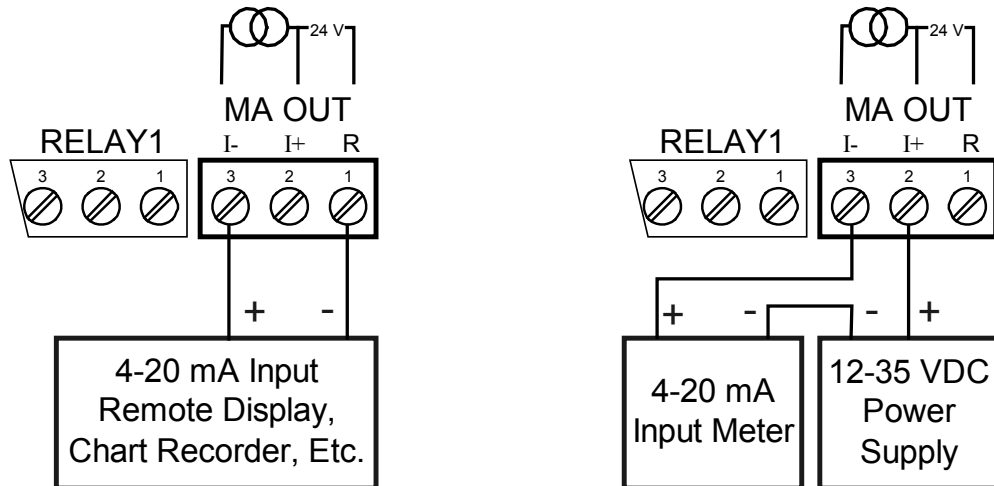 24 V
MA OUT
RELAY1
I- I+ R
3 2 1 3 2 1
+ -
4-20 mA Input
Remote Display,
Chart Recorder, Etc.
24 V
MA OUT
RELAY1
I- I+ R
3 2 1 3 2 1
+ - - +
4-20 mA
Input Meter
12-35 VDC
Power
Supply